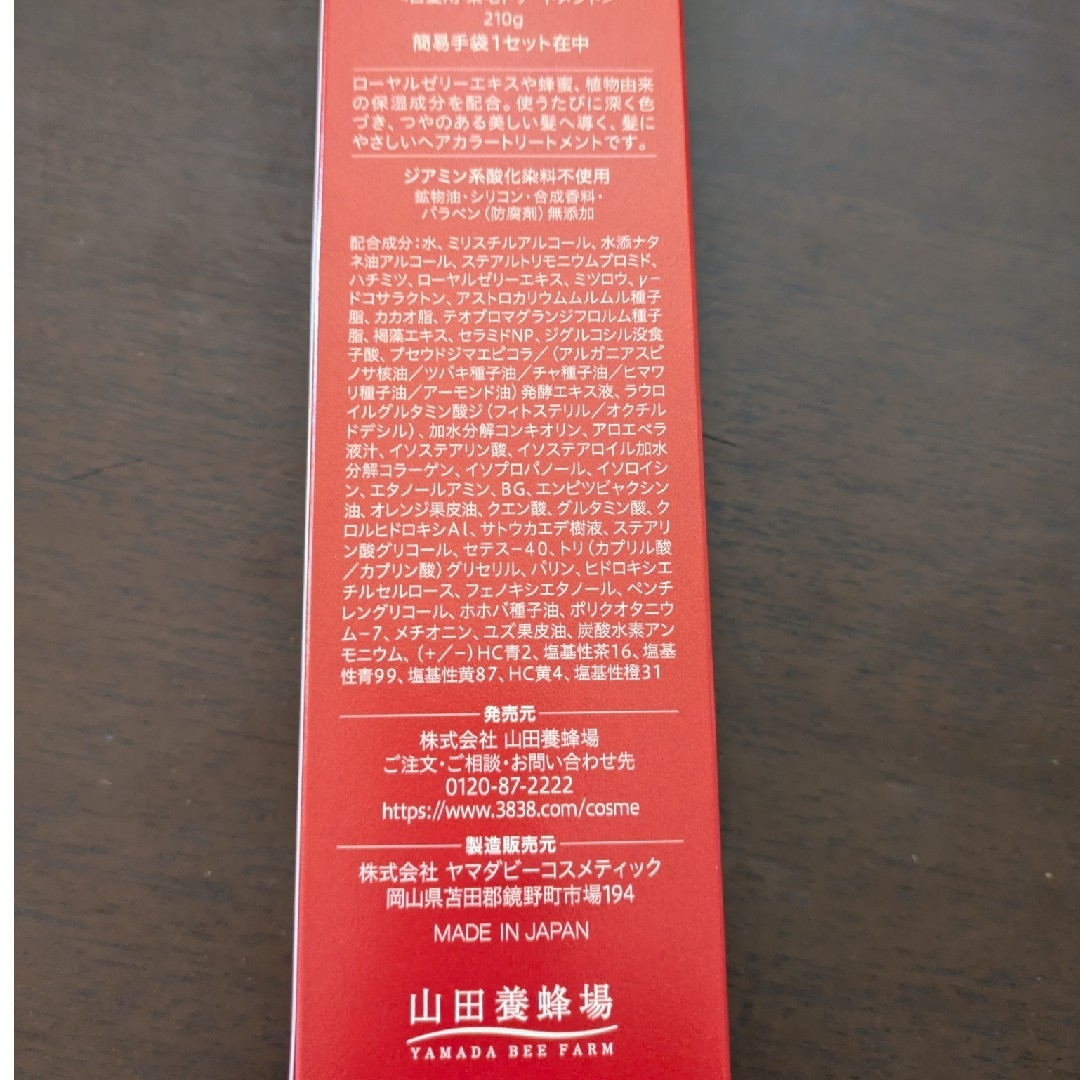 210g
簡易手袋1セット在中
ローヤルゼリーエキスや蜂蜜、植物由来
の保湿成分を配合。使うたびに深く色
づき、つやのある美しい髪へ導く、髪に
やさしいヘアカラートリートメントです。
ジアミン系酸化染料不使用
鉱物油・シリコン・合成香料・
パラベン(防腐剤)無添加
配合成分:水、ミリスチルアルコール、水添ナタ
ネ油アルコール、ステアルトリモニウムブロミド、
ハチミツ、ローヤルゼリーエキス、ミツロウ、γ−
ドコサラクトン、アストロカリウムムルムル種子
脂、カカオ脂、テオブロマグランジフロルム種子
脂、褐藻エキス、セラミドNP、ジグルコシル没食
子酸、プセウドジマエピコラ/(アルガニアスピ
ノサ核油/ツバキ種子油/チャ種子油/ヒマワ
リ種子油/アーモンド油)発酵エキス液、ラウロ
イルグルタミン酸ジ(フィトステリル/オクチル
ドデシル)、加水分解コンキオリン、アロエベラ
液汁、イソステアリン酸、イソステアロイル加水
分解コラーゲン、イソプロパノール、イソロイシ
ン、エタノールアミン、BG、エンピツビャクシン
油、オレンジ果皮油、クエン酸、グルタミン酸、ク
ロルヒドロキシAl、サトウカエデ樹液、ステアリ
ン酸グリコール、セテス−40、トリ(カプリル酸
/カプリン酸)グリセリル、バリン、ヒドロキシエ
チルセルロース、フェノキシエタノール、ペンチ
レングリコール、ホホバ種子油、ポリクオタニウ
ム−7、メチオニン、ユズ果皮油、炭酸水素アン
モニウム、(+/−)HC青2、塩基性茶16、塩基
性青99、塩基性黄87、HC黄4、塩基性橙31
発売元
株式会社 山田養蜂場
ご注文・ご相談・お問い合わせ先
0120-87-2222
https://www.3838.com/cosme
製造販売元
株式会社 ヤマダビーコスメティック
岡山県苫田郡鏡野町市場194
MADE IN JAPAN
山田養蜂場
YAMADA BEE FARM